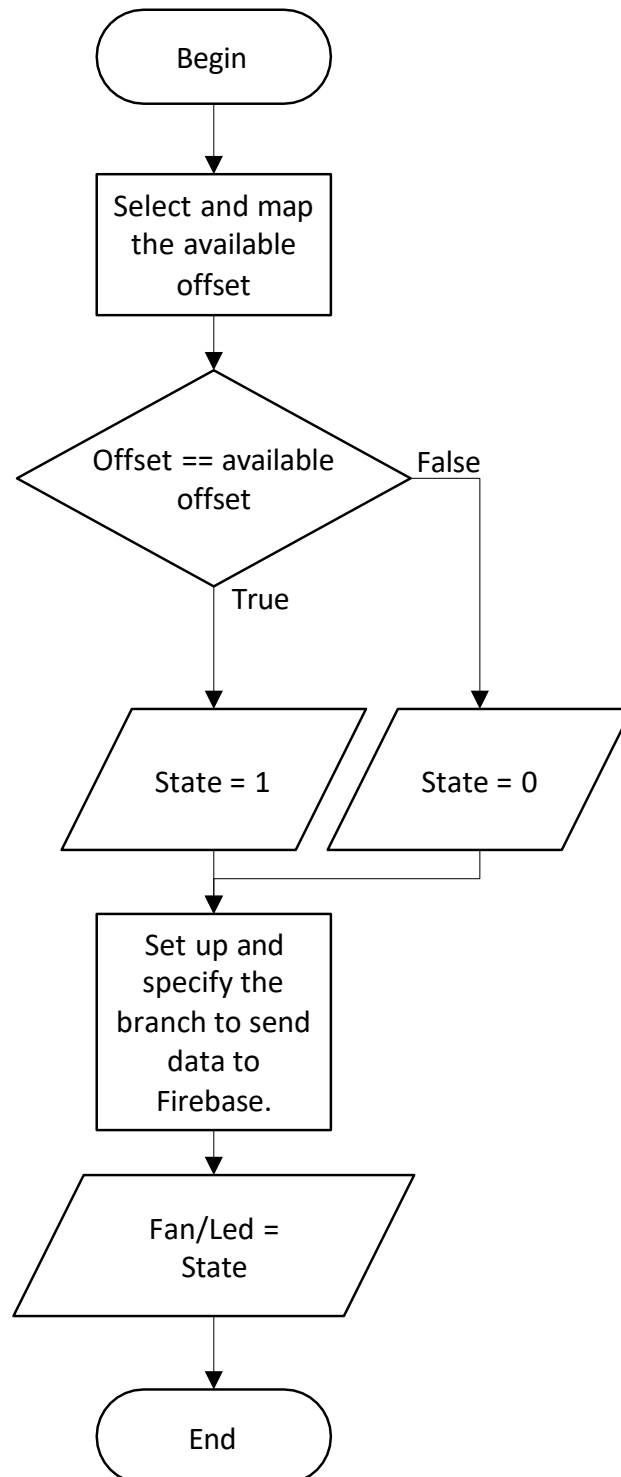 Begin
Select and map
the available
offset
Offset == available
offset
False
True
State = 1
State = 0
Set up and
specify the
branch to send
data to
Firebase.
Fan/Led =
State
End